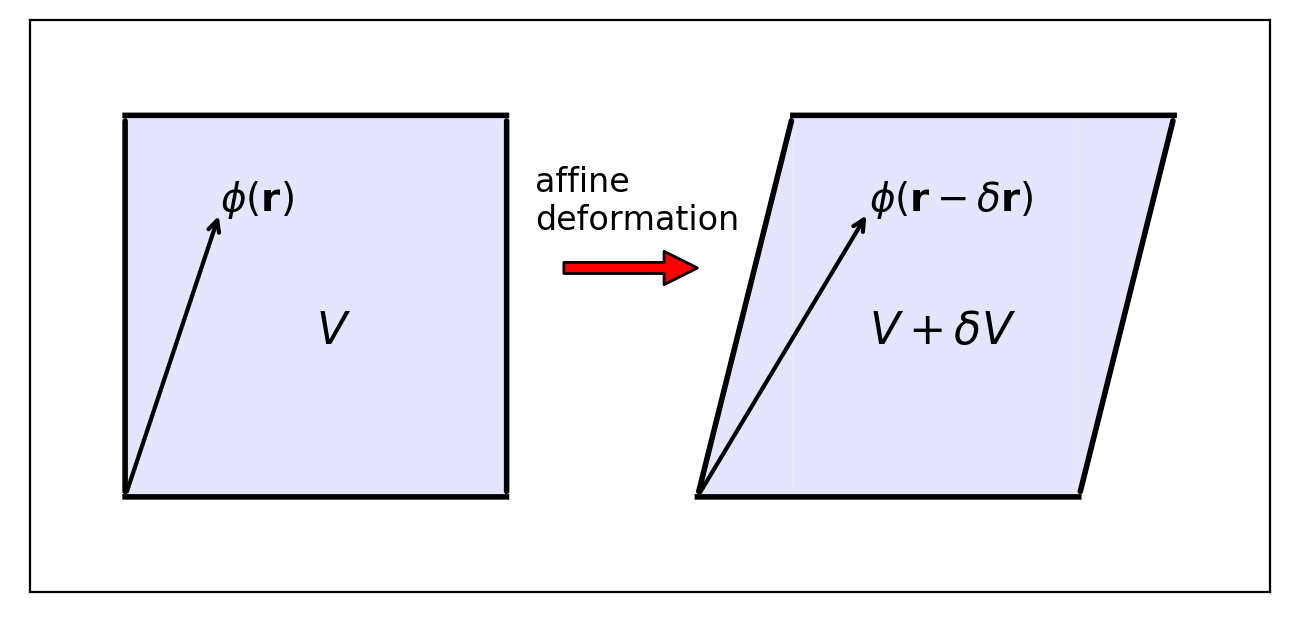 ϕ(r)
V
affine
deformation
ϕ(r − δr)
V + δV